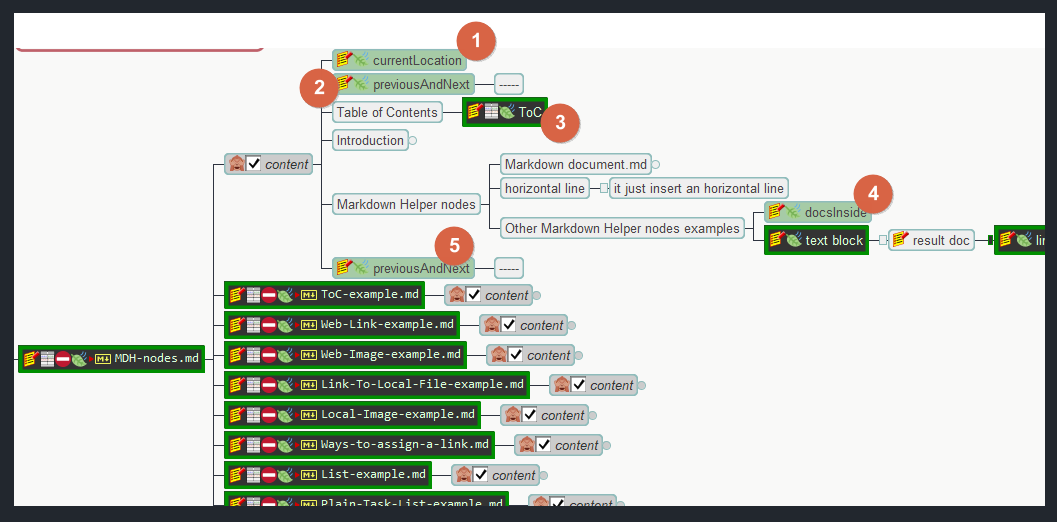 1
currentLocation
2
previousAndNext
-----
Table of Contents
ToC
3
Introduction
content
Markdown document.md
horizontal line
it just insert an horizontal line
4
Markdown Helper nodes
docsInside
Other Markdown Helper nodes examples
text block
result doc
5
previousAndNext
-----
M↓ ToC-example.md
content
M↓ Web-Link-example.md
content
M↓ Web-Image-example.md
content
M↓ MDH-nodes.md
M↓ Link-To-Local-File-example.md
content
M↓ Local-Image-example.md
content
M↓ Ways-to-assign-a-link.md
content
M↓ List-example.md
content
M↓ Plain-Task-List-example.md
content